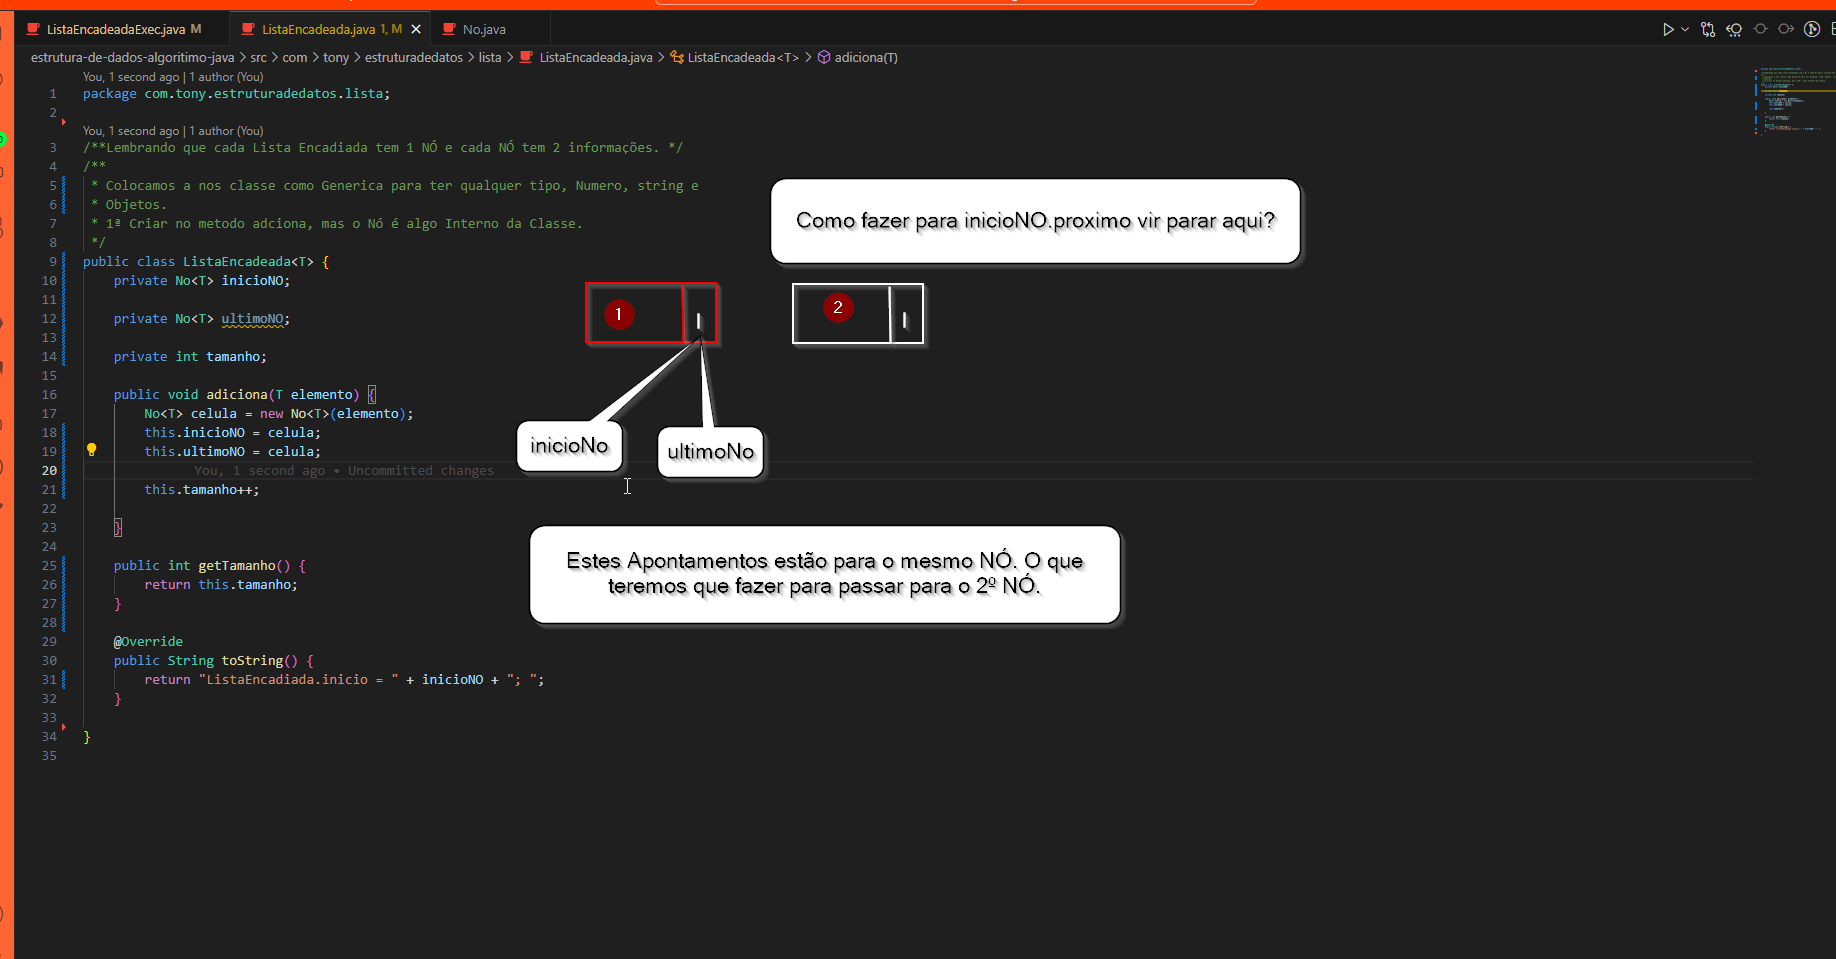 ListaEncadeadaExec.java M
ListaEncadeada.java 1, M
No.java
estrutura-de-dados-algoritimo-java > src > com > tony > estruturadedatos > lista > ListaEncadeada.java > ListaEncadeada<T> > adiciona(T)
You, 1 second ago | 1 author (You)
1 package com.tony.estruturadedatos.lista;
2
You, 1 second ago | 1 author (You)
3 /**Lembrando que cada Lista Encadiada tem 1 NÓ e cada NÓ tem 2 informações. */
4 /**
5 * Colocamos a nos classe como Generica para ter qualquer tipo, Numero, string e
6 * Objetos.
7 * 1ª Criar no metodo adciona, mas o Nó é algo Interno da Classe.
8 */
9 public class ListaEncadeada<T> {
10 private No<T> inicioNO;
11
12 private No<T> ultimoNO;
13
14 private int tamanho;
15
16 public void adiciona(T elemento) {
17 No<T> celula = new No<T>(elemento);
18 this.inicioNO = celula;
19 this.ultimoNO = celula;
20 You, 1 second ago • Uncommitted changes
21 this.tamanho++;
22
23 }
24
25 public int getTamanho() {
26 return this.tamanho;
27 }
28
29 @Override
30 public String toString() {
31 return "ListaEncadiada.inicio = " + inicioNO + "; ";
32 }
33
34 }
35
Como fazer para inicioNO.proximo vir parar aqui?
1
2
inicioNo
ultimoNo
Estes Apontamentos estão para o mesmo NÓ. O que
teremos que fazer para passar para o 2º NÓ.